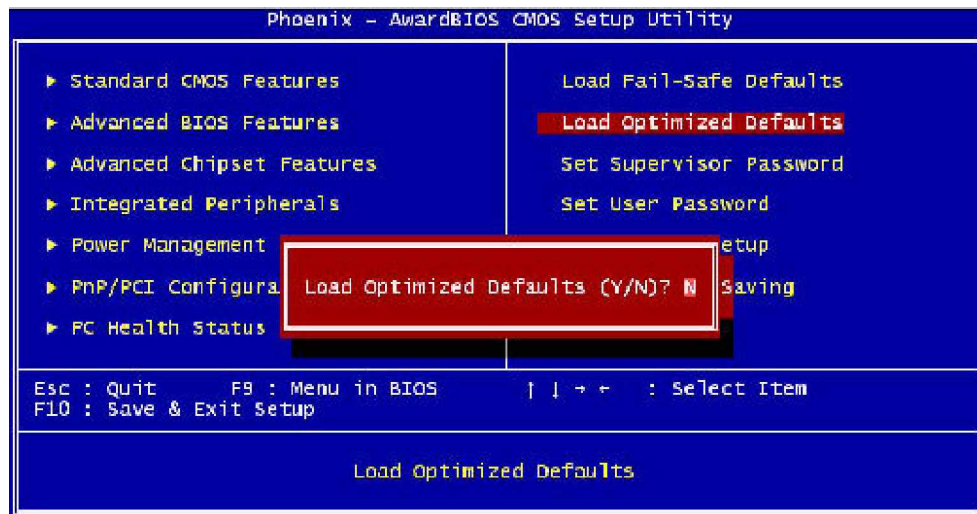 Phoenix – AwardBIOS CMOS Setup Utility
▶ Standard CMOS Features
▶ Advanced BIOS Features
▶ Advanced Chipset Features
▶ Integrated Peripherals
▶ Power Management
▶ PnP/PCI Configura
▶ PC Health Status
Load Fail-Safe Defaults
Load Optimized Defaults
Set Supervisor Password
Set User Password
etup
Saving
Load Optimized Defaults (Y/N)? N
Esc : Quit F9 : Menu in BIOS ↑ ↓ → ← : Select Item
F10 : Save & Exit Setup
Load Optimized Defaults